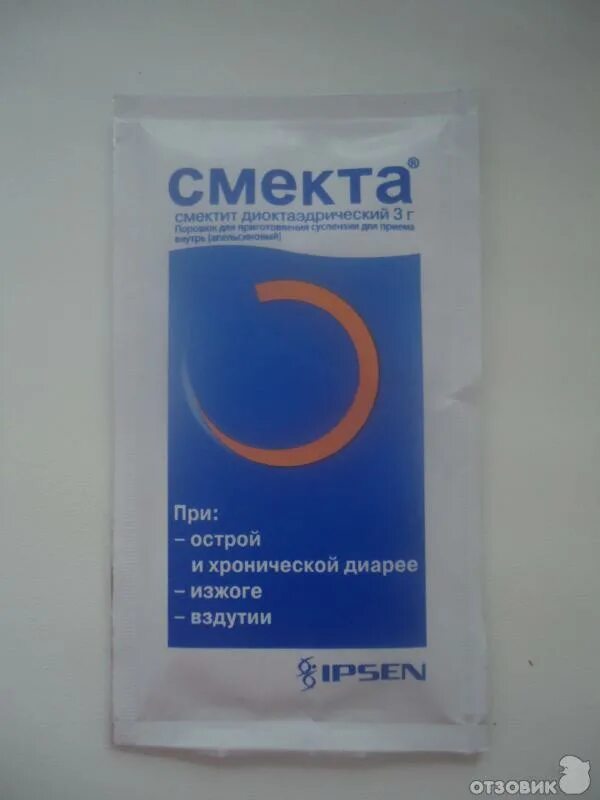 смекта®
смектит диоктаэдрический 3 г
Порошок для приготовления суспензии для приема
внутрь [апельсиновый]
При:
– острой
и хронической диарее
– изжоге
– вздутии
IPSEN
ОТЗОВИК